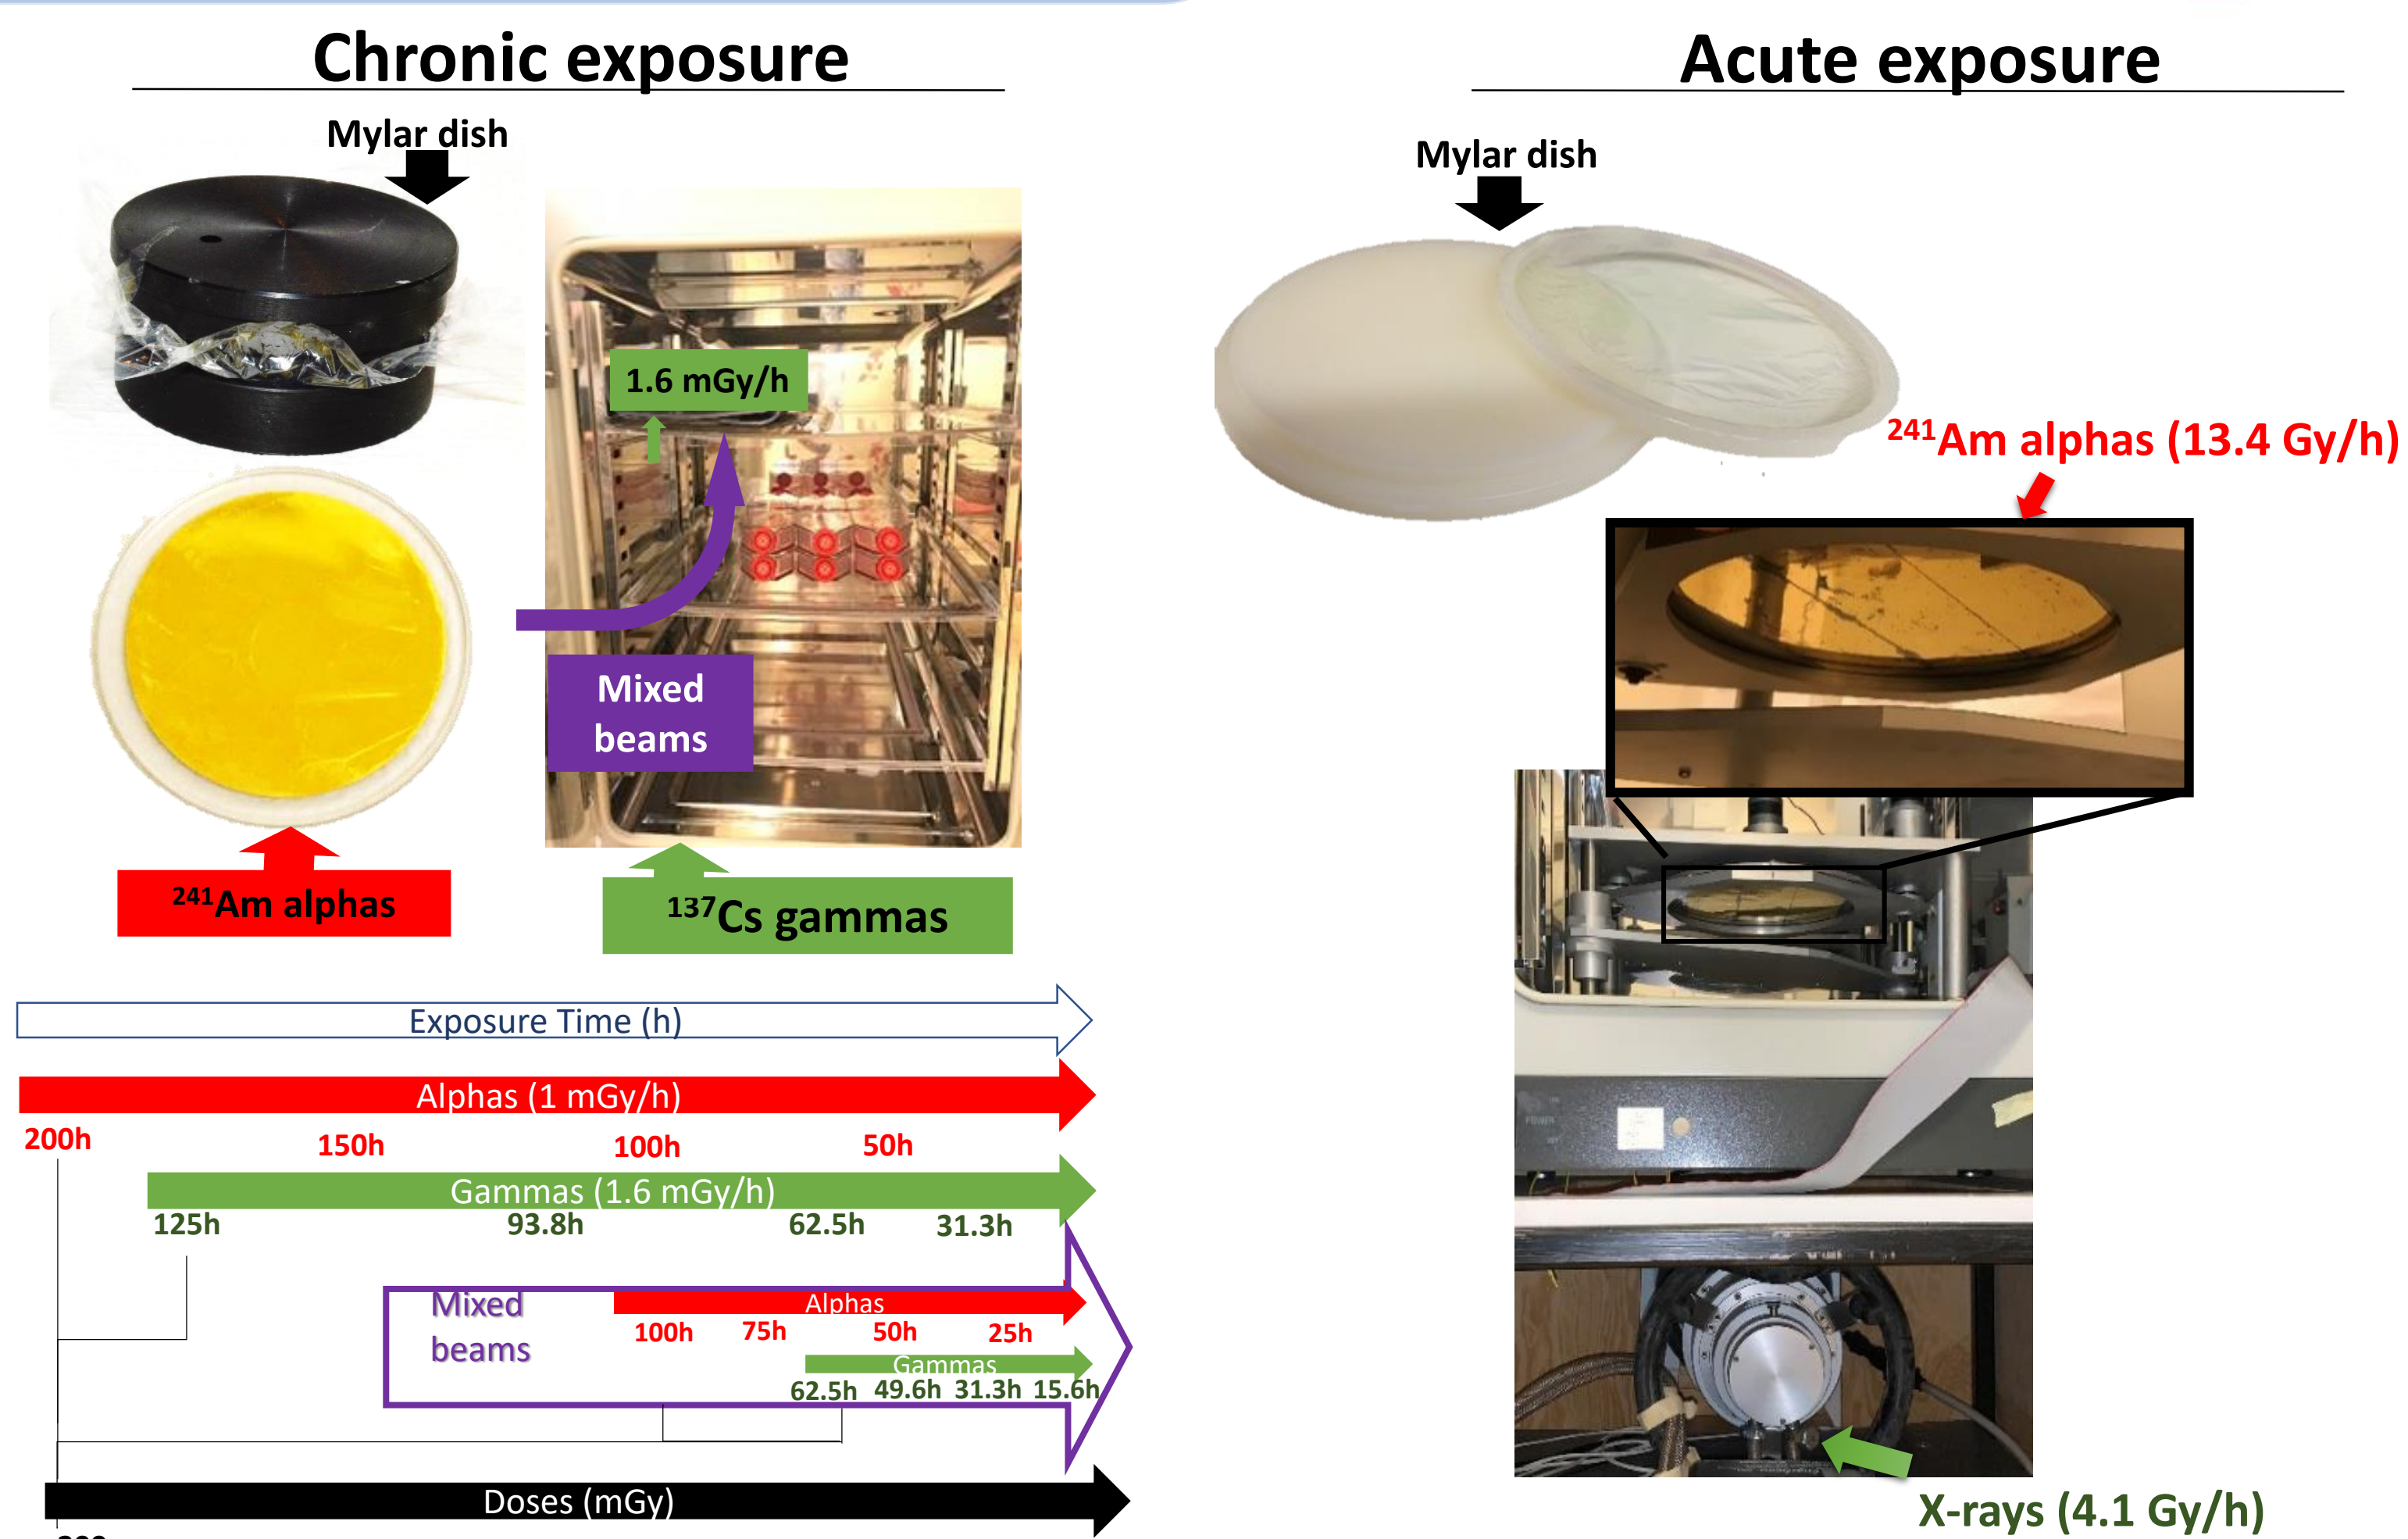 Chronic exposure
Mylar dish
1.6 mGy/h
Mixed
beams
²⁴¹Am alphas
¹³⁷Cs gammas
Exposure Time (h)
Alphas (1 mGy/h)
200h 150h 100h 50h
Gammas (1.6 mGy/h)
125h 93.8h 62.5h 31.3h
Mixed
beams
Alphas
100h 75h 50h 25h
Gammas
62.5h 49.6h 31.3h 15.6h
Doses (mGy)
Acute exposure
Mylar dish
²⁴¹Am alphas (13.4 Gy/h)
POWER
X-rays (4.1 Gy/h)